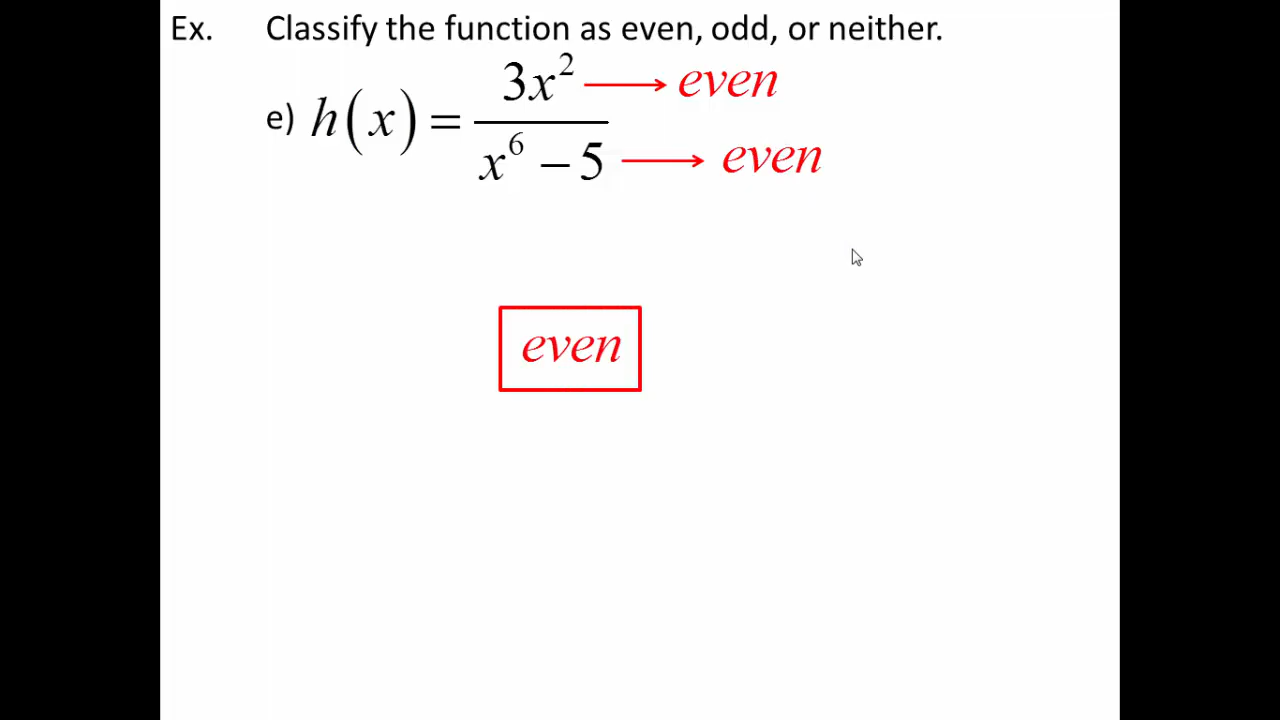 Ex. Classify the function as even, odd, or neither.
e) h(x) = 3x² / (x⁶ – 5)
→ even
→ even
even